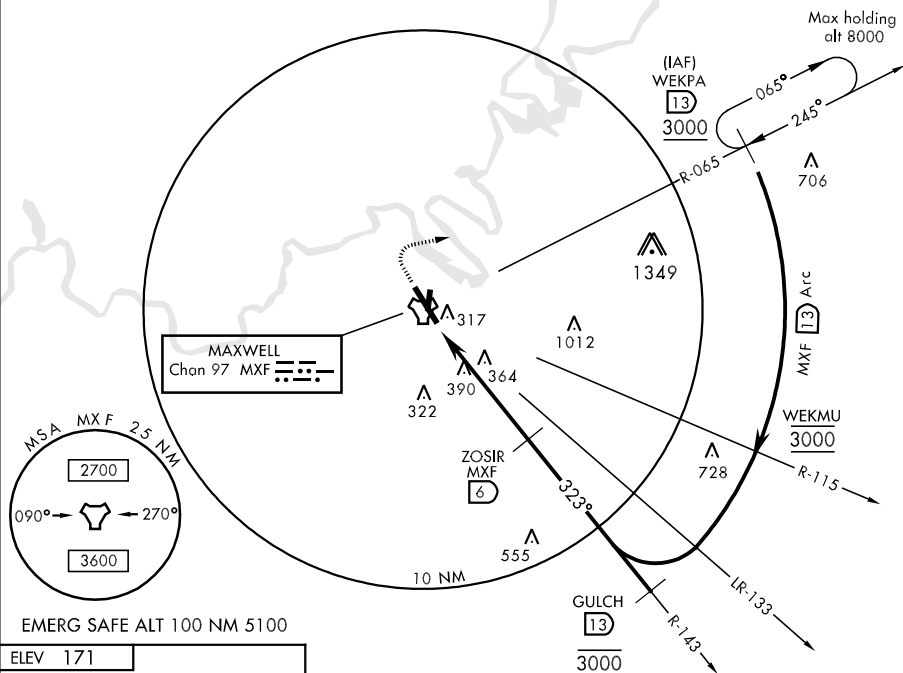 Max holding
alt 8000
(IAF)
WEKPA
13
3000
065°
245°
R-065
706
1349
MXF 13 Arc
317
1012
MAXWELL
Chan 97 MXF
364
390
322
WEKMU
3000
728
R-115
ZOSIR
MXF
6
323°
MSA MXF 25 NM
2700
090°
270°
3600
555
10 NM
LR-133
GULCH
13
3000
R-143
EMERG SAFE ALT 100 NM 5100
ELEV 171